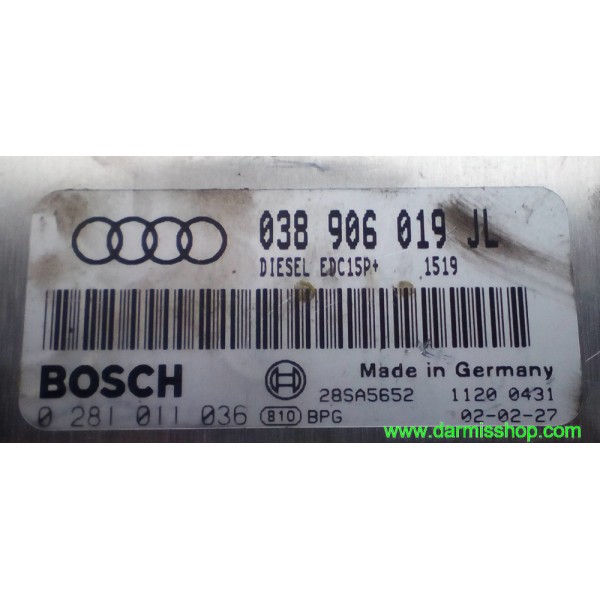 038 906 019 JL
DIESEL EDC15P+ 1519
BOSCH
Made in Germany
28SA5652 1120 0431
0 281 011 036 810 BPG 02-02-27
www.darmisshop.com